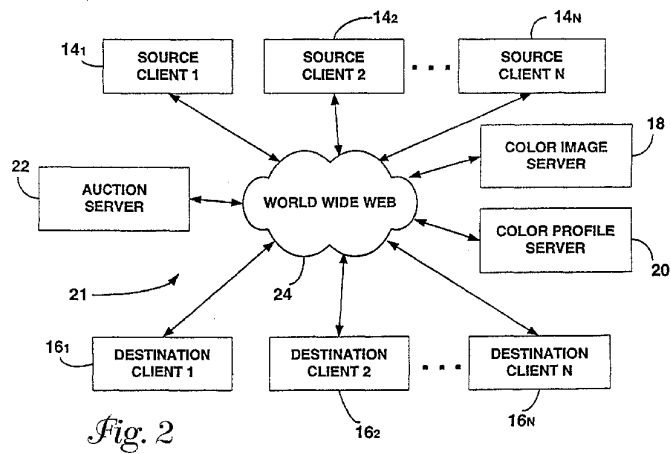 14₁
SOURCE
CLIENT 1
14₂
SOURCE
CLIENT 2
• • •
14N
SOURCE
CLIENT N
22
AUCTION
SERVER
WORLD WIDE WEB
18
COLOR IMAGE
SERVER
COLOR PROFILE
SERVER
20
21
24
16₁
DESTINATION
CLIENT 1
DESTINATION
CLIENT 2
16₂
• • •
DESTINATION
CLIENT N
16N
Fig. 2